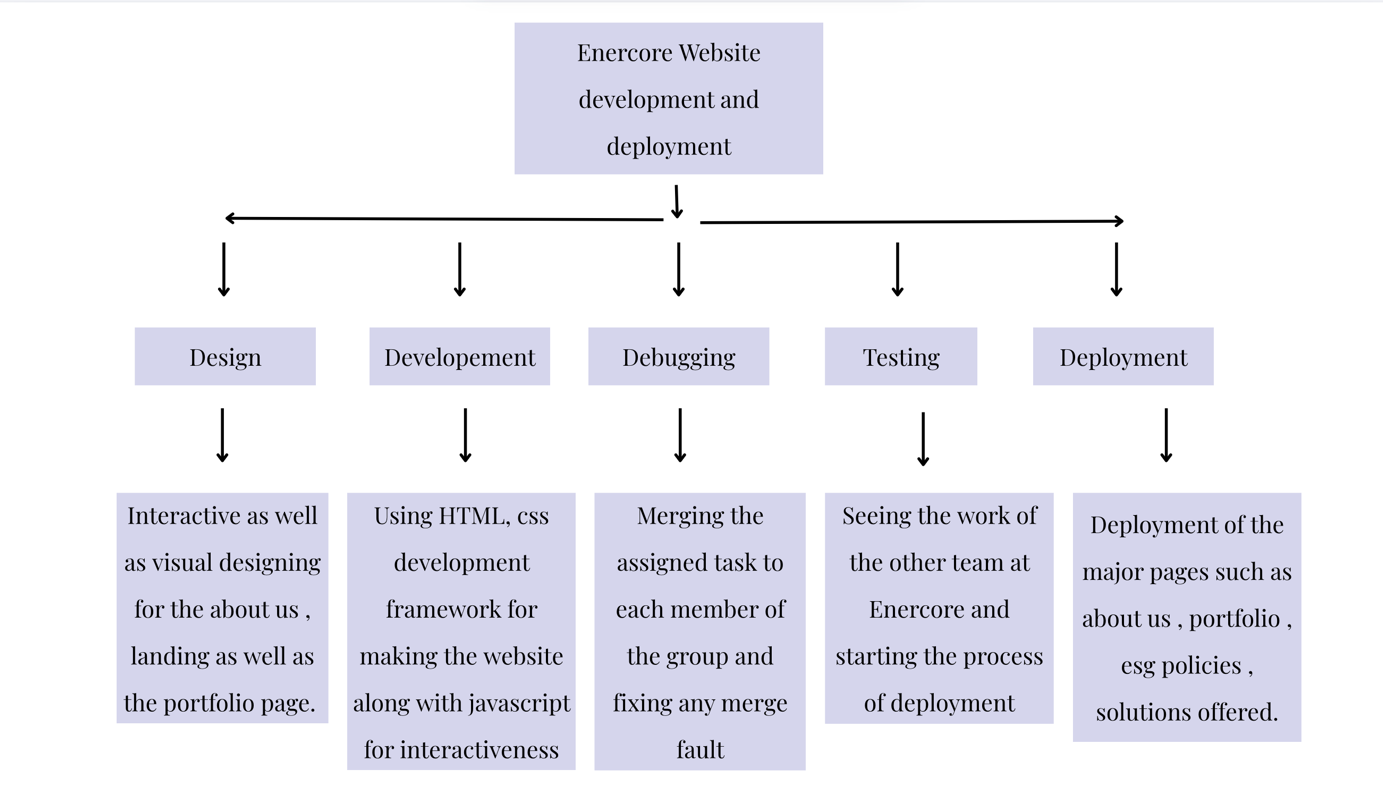 Enercore Website
development and
deployment
Design
Developement
Debugging
Testing
Deployment
Interactive as well
as visual designing
for the about us ,
landing as well as
the portfolio page.
Using HTML, css
development
framework for
making the website
along with javascript
for interactiveness
Merging the
assigned task to
each member of
the group and
fixing any merge
fault
Seeing the work of
the other team at
Enercore and
starting the process
of deployment
Deployment of the
major pages such as
about us , portfolio ,
esg policies ,
solutions offered.